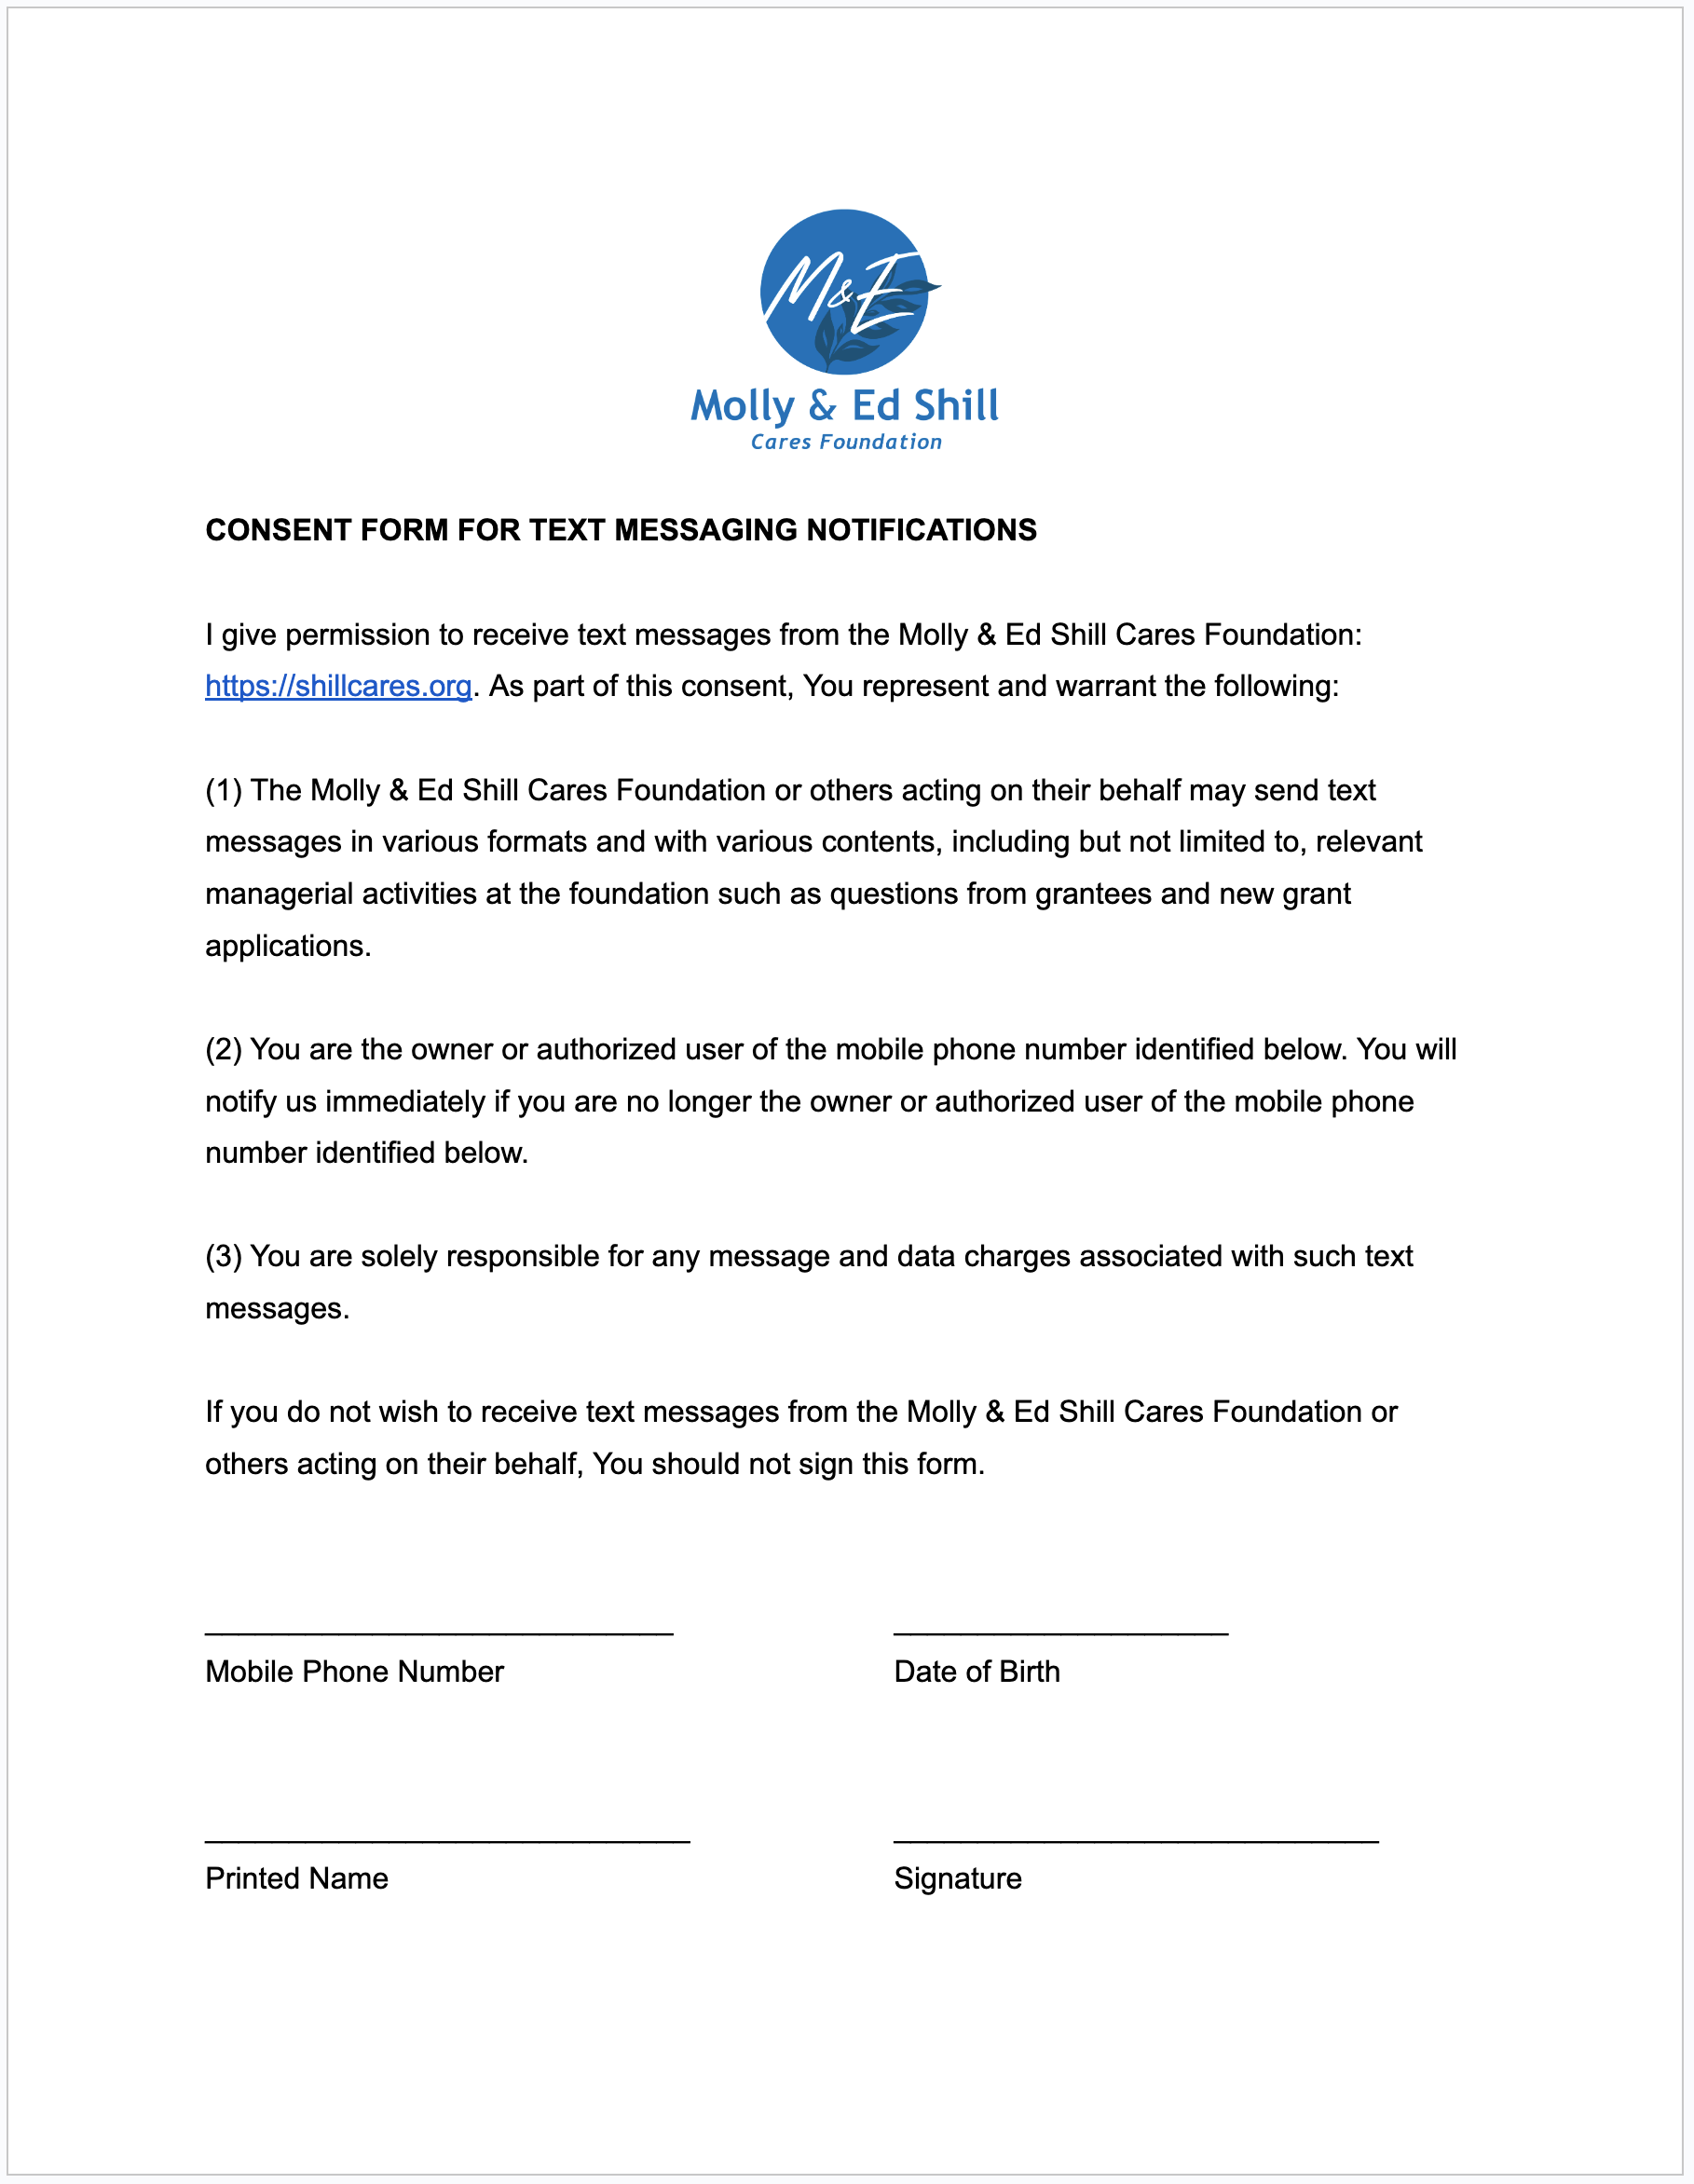 M&E
Molly & Ed Shill
Cares Foundation
CONSENT FORM FOR TEXT MESSAGING NOTIFICATIONS
I give permission to receive text messages from the Molly & Ed Shill Cares Foundation:
https://shillcares.org. As part of this consent, You represent and warrant the following:
(1) The Molly & Ed Shill Cares Foundation or others acting on their behalf may send text
messages in various formats and with various contents, including but not limited to, relevant
managerial activities at the foundation such as questions from grantees and new grant
applications.
(2) You are the owner or authorized user of the mobile phone number identified below. You will
notify us immediately if you are no longer the owner or authorized user of the mobile phone
number identified below.
(3) You are solely responsible for any message and data charges associated with such text
messages.
If you do not wish to receive text messages from the Molly & Ed Shill Cares Foundation or
others acting on their behalf, You should not sign this form.
Mobile Phone Number Date of Birth
Printed Name Signature